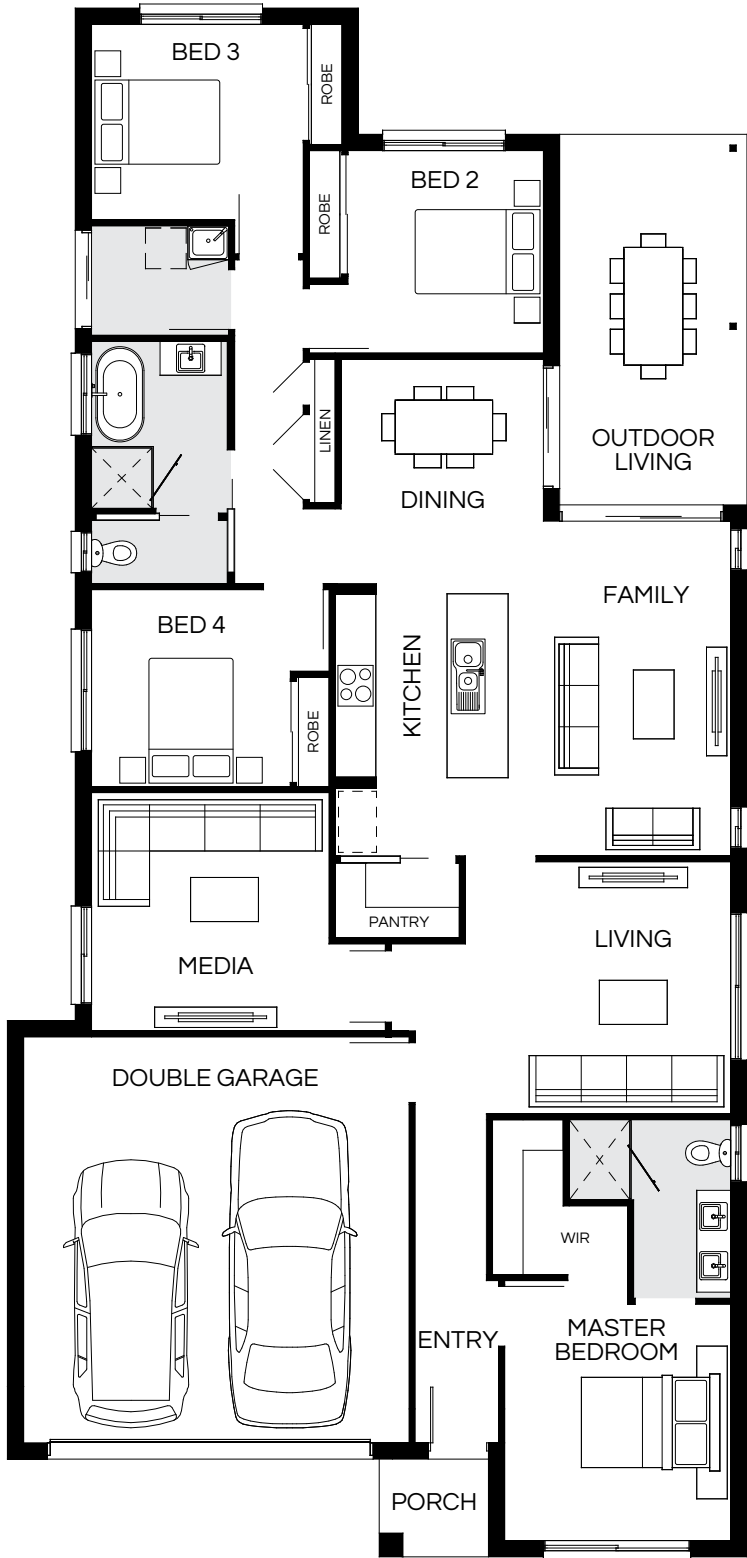 BED 3
ROBE
BED 2
ROBE
OUTDOOR
LIVING
LINEN
DINING
FAMILY
BED 4
KITCHEN
ROBE
PANTRY
LIVING
MEDIA
DOUBLE GARAGE
WIR
ENTRY
MASTER
BEDROOM
PORCH